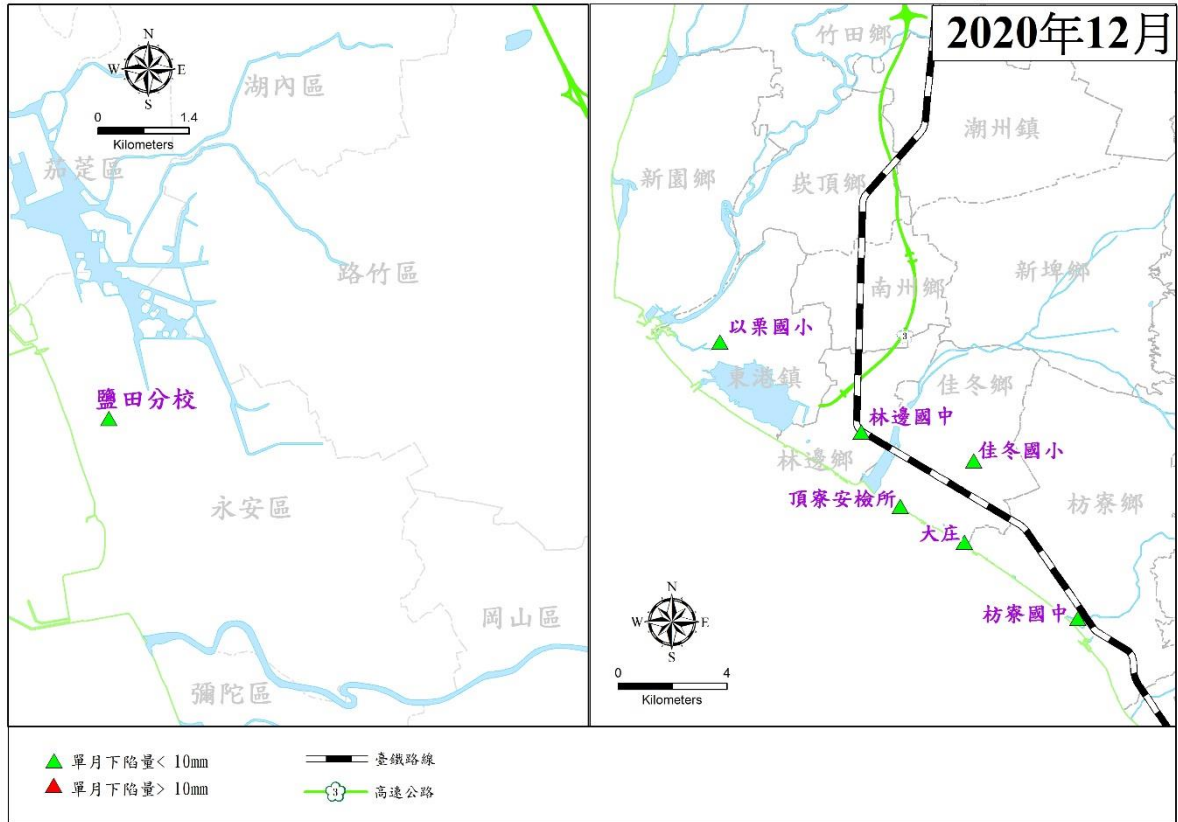 2020年12月
N
W
E
S
0
1.4
Kilometers
湖內區
茄萣區
路竹區
鹽田分校
永安區
岡山區
彌陀區
竹田鄉
潮州鎮
新園鄉
崁頂鄉
南州鄉
新埤鄉
以栗國小
3
東港鎮
佳冬鄉
林邊國中
林邊鄉
佳冬國小
頂寮安檢所
枋寮鄉
大庄
枋寮國中
N
W
E
S
0
4
Kilometers
單月下陷量< 10mm
單月下陷量> 10mm
臺鐵路線
3
高速公路